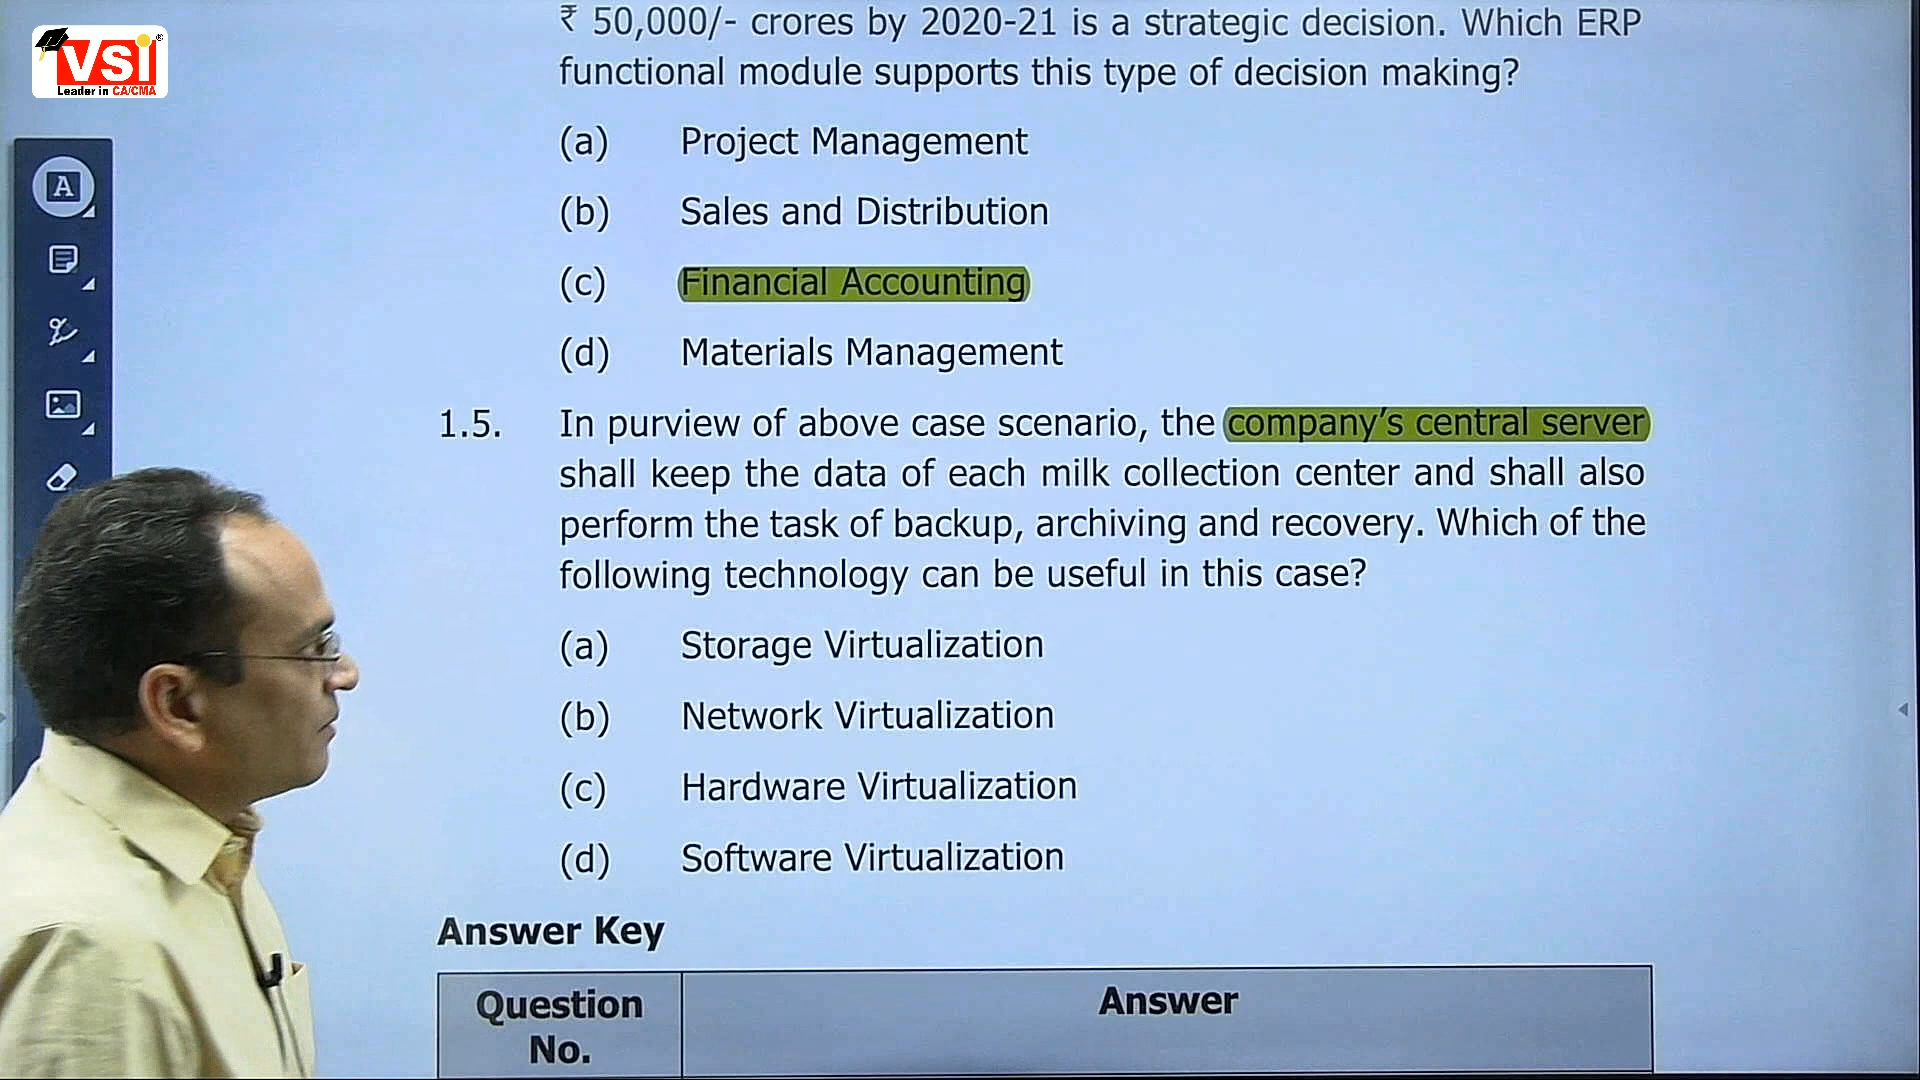 ₹ 50,000/- crores by 2020-21 is a strategic decision. Which ERP
functional module supports this type of decision making?
(a) Project Management
(b) Sales and Distribution
(c) Financial Accounting
(d) Materials Management
1.5. In purview of above case scenario, the company's central server
shall keep the data of each milk collection center and shall also
perform the task of backup, archiving and recovery. Which of the
following technology can be useful in this case?
(a) Storage Virtualization
(b) Network Virtualization
(c) Hardware Virtualization
(d) Software Virtualization
Answer Key
Question No. Answer
VSI ®
Leader in CA/CMA
A